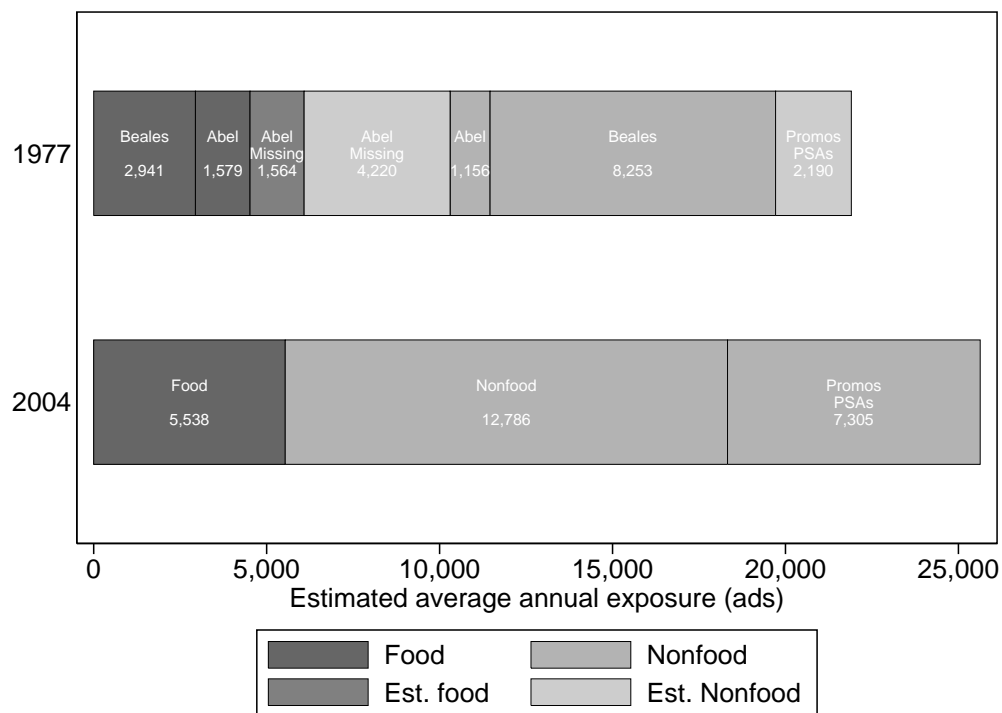 1977
Beales
2,941
Abel
1,579
Abel
Missing
1,564
Abel
Missing
4,220
Abel
1,156
Beales
8,253
Promos
PSAs
2,190
2004
Food
5,538
Nonfood
12,786
Promos
PSAs
7,305
0 5,000 10,000 15,000 20,000 25,000
Estimated average annual exposure (ads)
Food Nonfood
Est. food Est. Nonfood